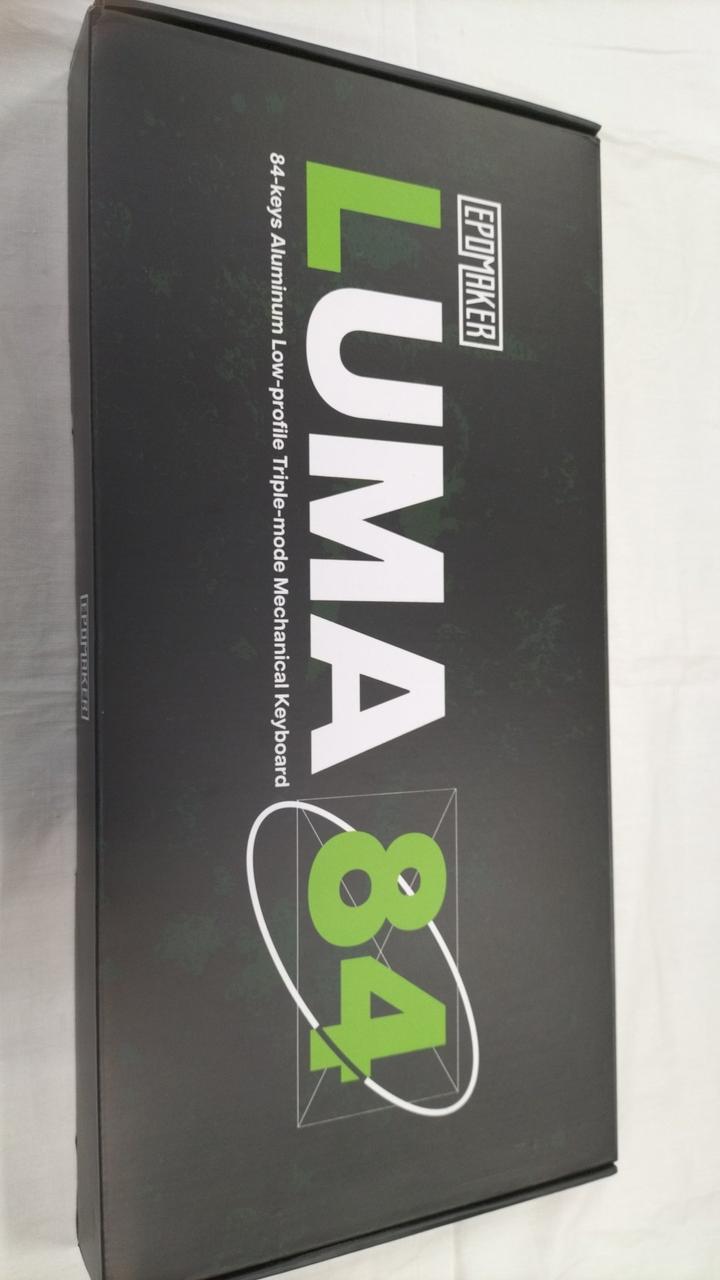 EPOMAKER
LUMA 84
84-keys Aluminum Low-profile Triple-mode Mechanical Keyboard
EPOMAKER